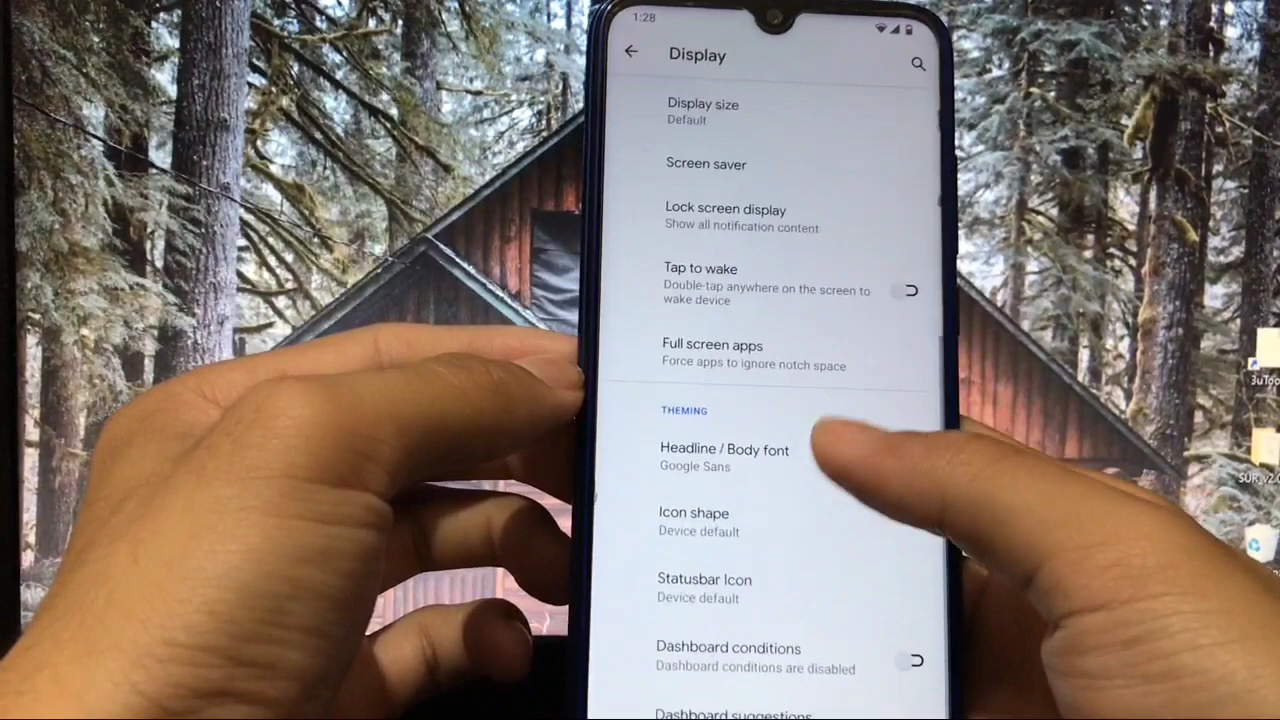 1:28
Display
Display size
Default
Screen saver
Lock screen display
Show all notification content
Tap to wake
Double-tap anywhere on the screen to
wake device
Full screen apps
Force apps to ignore notch space
THEMING
Headline / Body font
Google Sans
Icon shape
Device default
Statusbar Icon
Device default
Dashboard conditions
Dashboard conditions are disabled
Dashboard suggestions
3uToo
SUR_v2.0